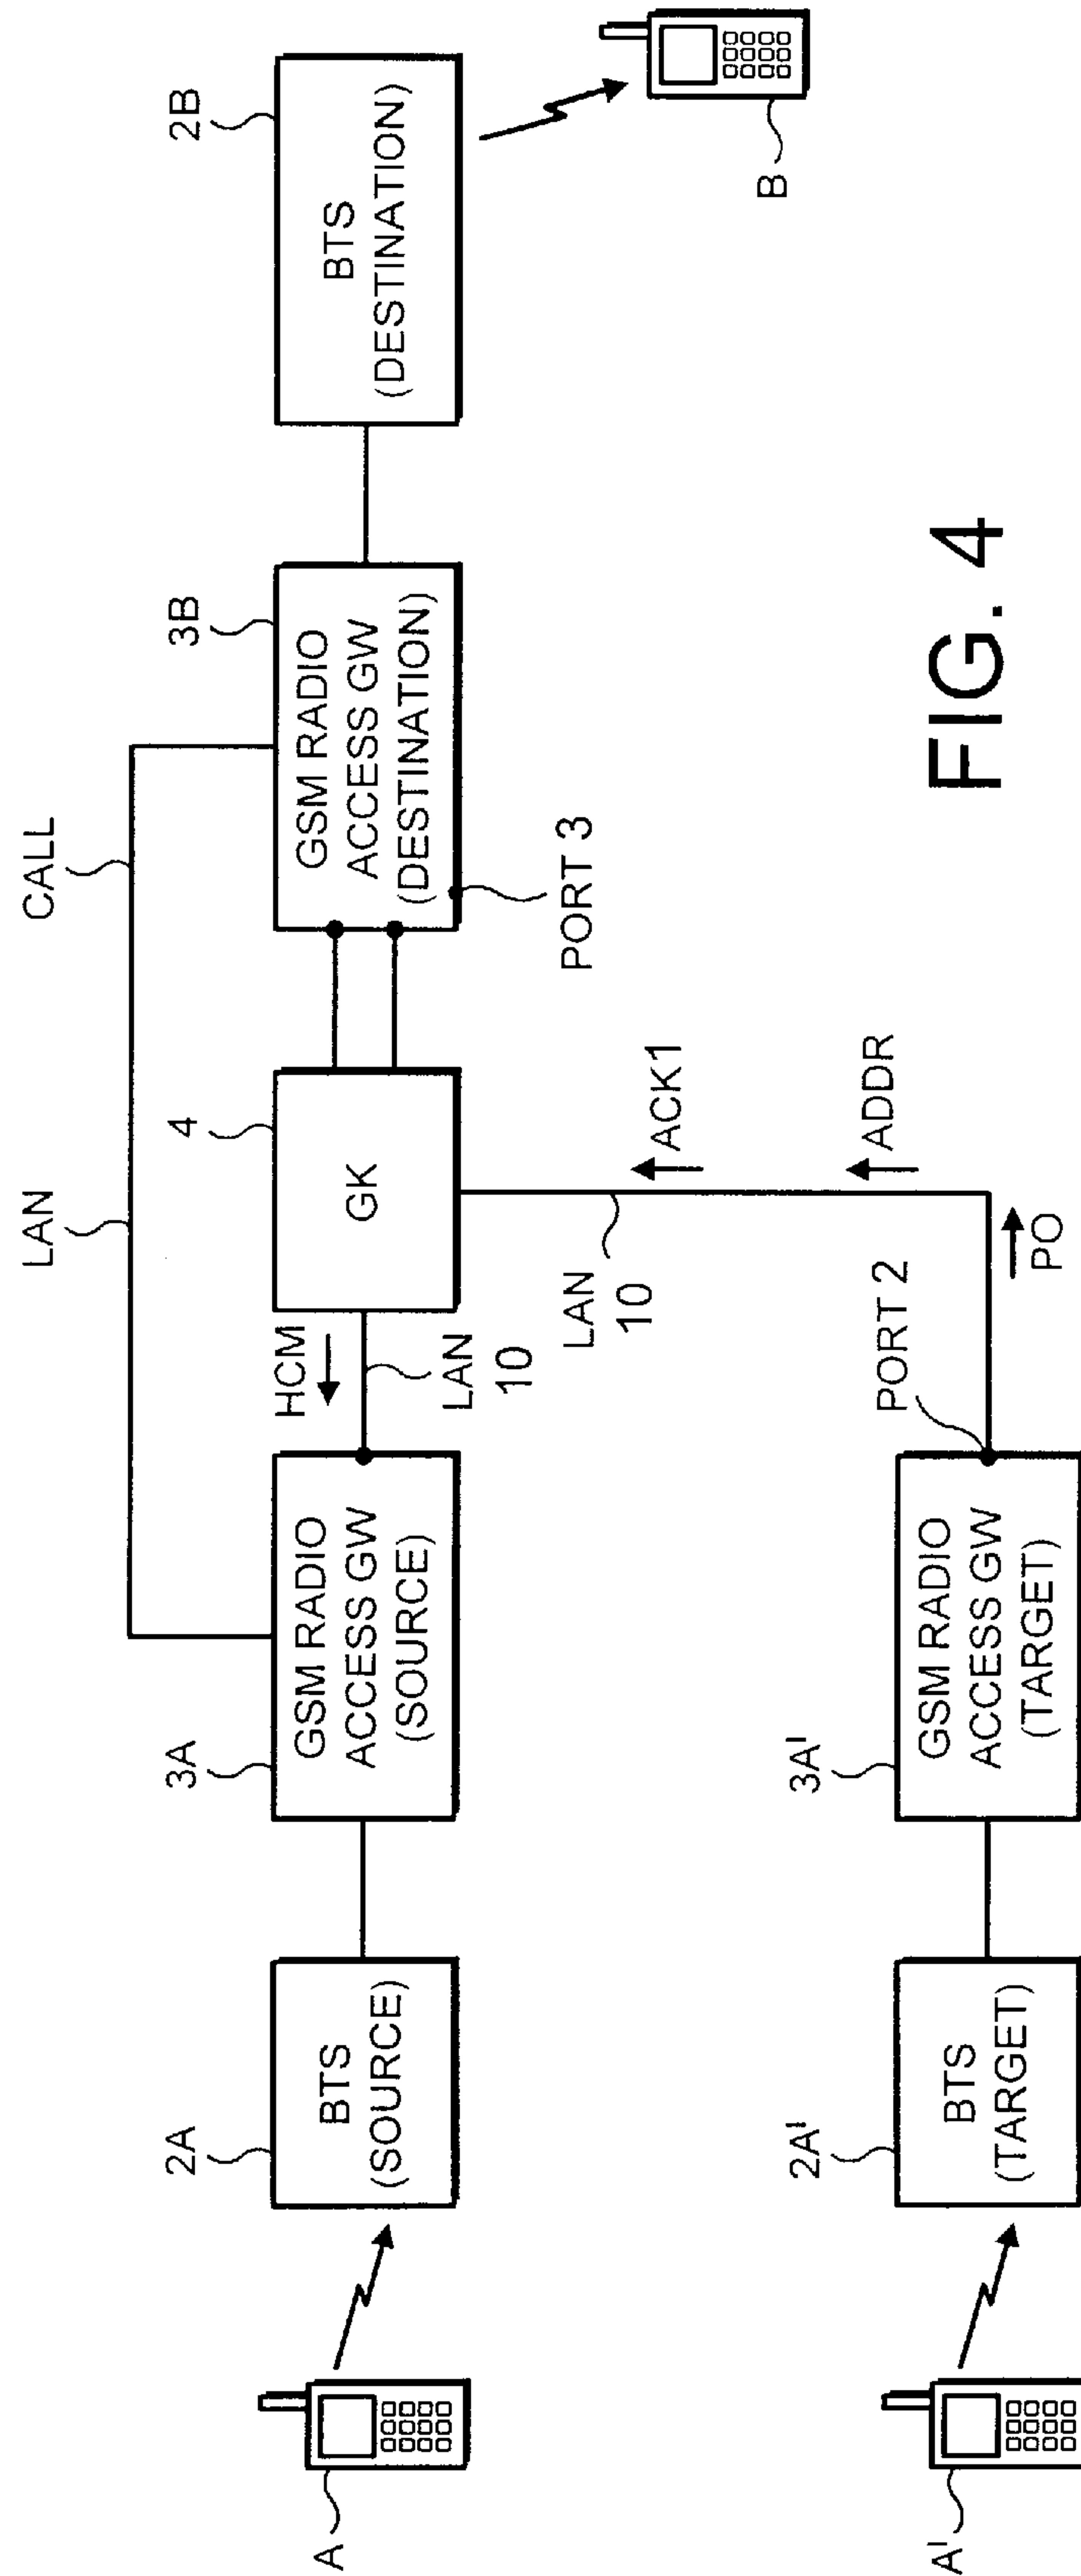 LAN
CALL
2A
3A
4
3B
2B
BTS
(SOURCE)
GSM RADIO
ACCESS GW
(SOURCE)
HCM
LAN
10
GK
GSM RADIO
ACCESS GW
(DESTINATION)
BTS
(DESTINATION)
A
PORT 3
B
ACK1
LAN
10
ADDR
PO
PORT 2
2A'
3A'
BTS
(TARGET)
GSM RADIO
ACCESS GW
(TARGET)
A'
FIG. 4